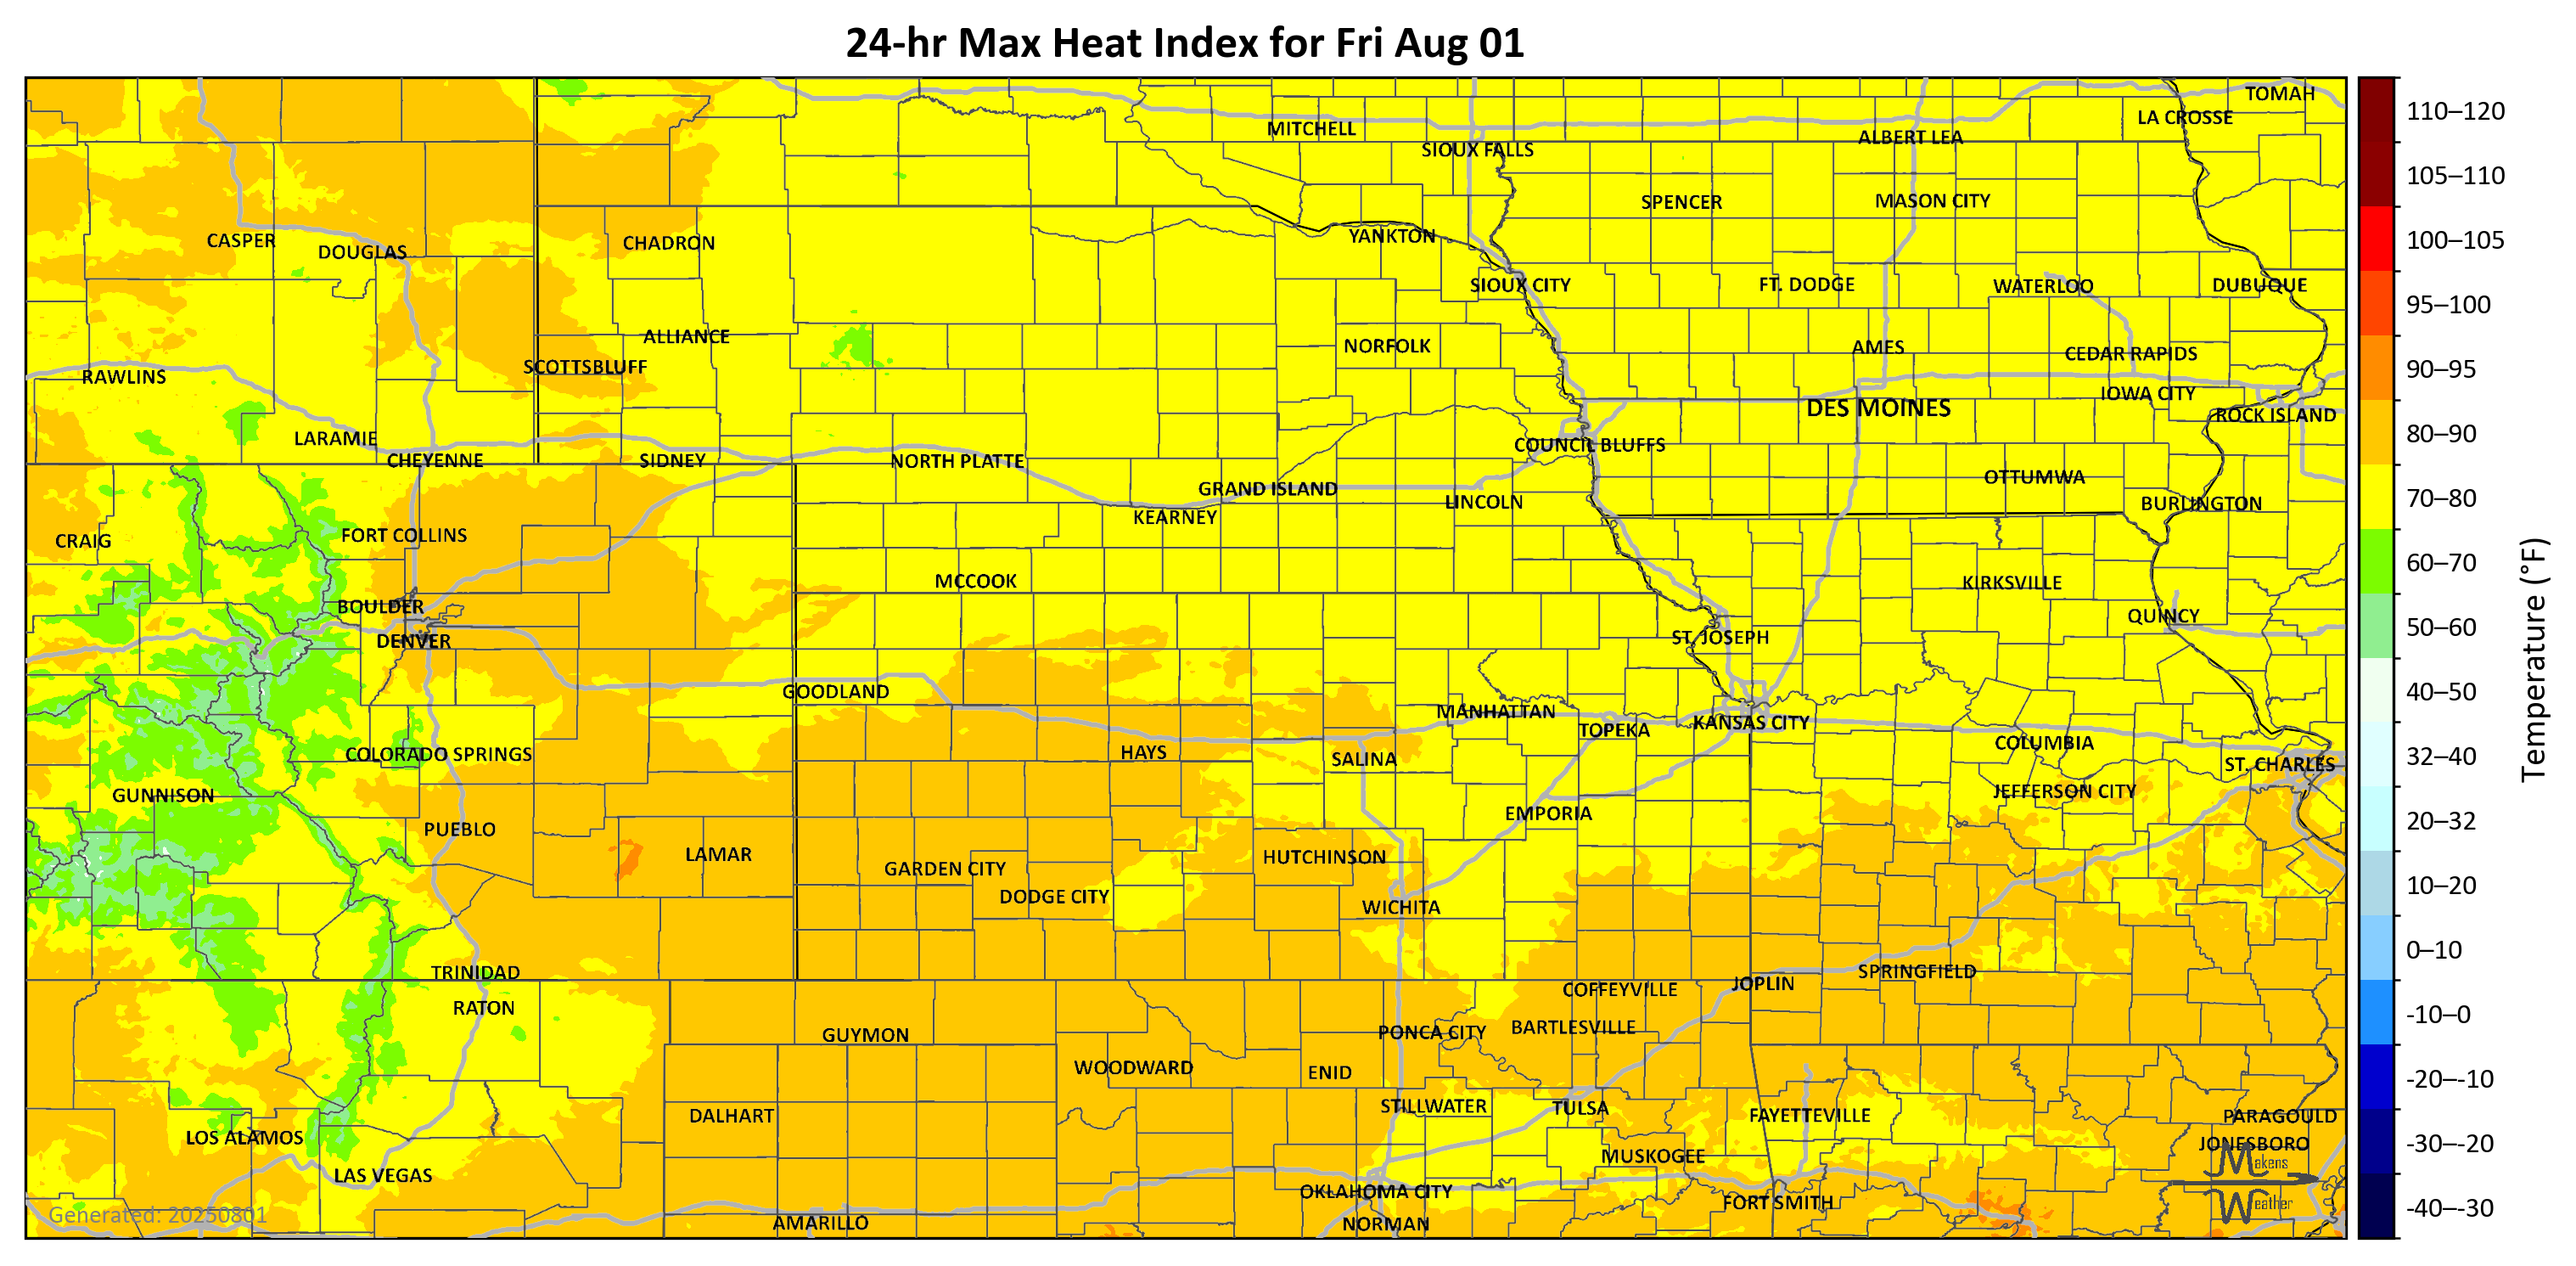 24-hr Max Heat Index for Fri Aug 01
TOMAH
LA CROSSE
MITCHELL
ALBERT LEA
SIOUX FALLS
SPENCER
MASON CITY
CASPER
DOUGLAS
CHADRON
YANKTON
SIOUX CITY
FT. DODGE
WATERLOO
DUBUQUE
ALLIANCE
NORFOLK
AMES
CEDAR RAPIDS
SCOTTSBLUFF
RAWLINS
IOWA CITY
DES MOINES
ROCK ISLAND
LARAMIE
COUNCIL BLUFFS
CHEYENNE
SIDNEY
NORTH PLATTE
OTTUMWA
GRAND ISLAND
LINCOLN
BURLINGTON
KEARNEY
FORT COLLINS
CRAIG
MCCOOK
KIRKSVILLE
BOULDER
QUINCY
DENVER
ST. JOSEPH
GOODLAND
MANHATTAN
KANSAS CITY
TOPEKA
COLUMBIA
COLORADO SPRINGS
HAYS
SALINA
ST. CHARLES
GUNNISON
JEFFERSON CITY
EMPORIA
PUEBLO
LAMAR
HUTCHINSON
GARDEN CITY
DODGE CITY
WICHITA
TRINIDAD
SPRINGFIELD
JOPLIN
COFFEYVILLE
RATON
GUYMON
PONCA CITY
BARTLESVILLE
WOODWARD
ENID
STILLWATER
TULSA
DALHART
FAYETTEVILLE
PARAGOULD
LOS ALAMOS
JONESBORO
MUSKOGEE
LAS VEGAS
OKLAHOMA CITY
FORT SMITH
AMARILLO
NORMAN
Generated: 20250801
Makens
Weather
110–120
105–110
100–105
95–100
90–95
80–90
70–80
60–70
50–60
40–50
32–40
20–32
10–20
0–10
-10–0
-20–-10
-30–-20
-40–-30
Temperature (°F)